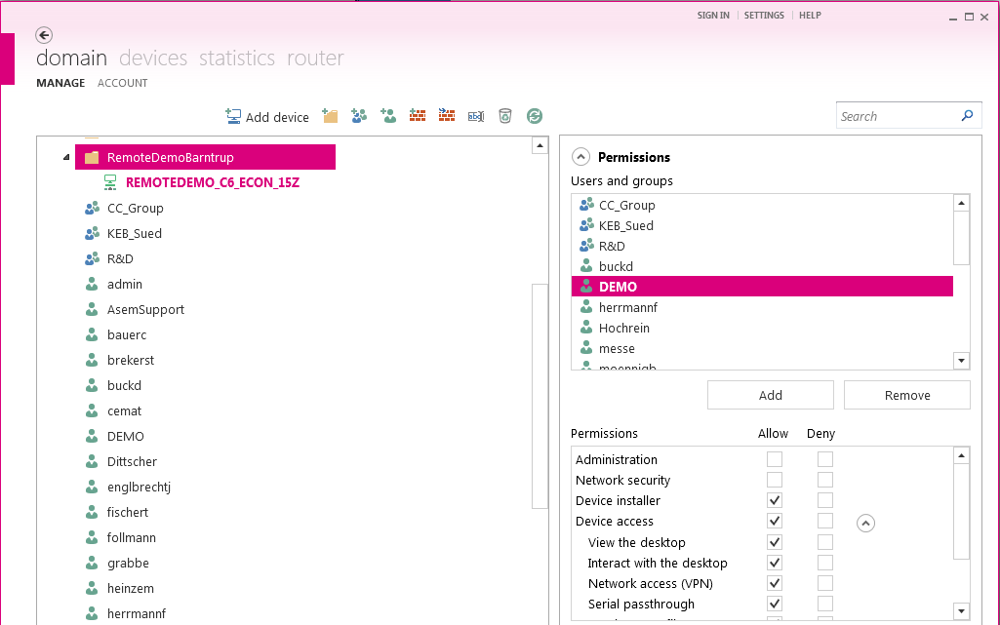 SIGN IN SETTINGS HELP
domain devices statistics router
MANAGE ACCOUNT
Add device
Search
RemoteDemoBarntrup
REMOTEDEMO_C6_ECON_15Z
CC_Group
KEB_Sued
R&D
admin
AsemSupport
bauerc
brekerst
buckd
cemat
DEMO
Dittscher
englbrechtj
fischert
follmann
grabbe
heinzem
herrmannf
Permissions
Users and groups
CC_Group
KEB_Sued
R&D
buckd
DEMO
herrmannf
Hochrein
messe
Add Remove
Permissions Allow Deny
Administration
Network security
Device installer
Device access
View the desktop
Interact with the desktop
Network access (VPN)
Serial passthrough